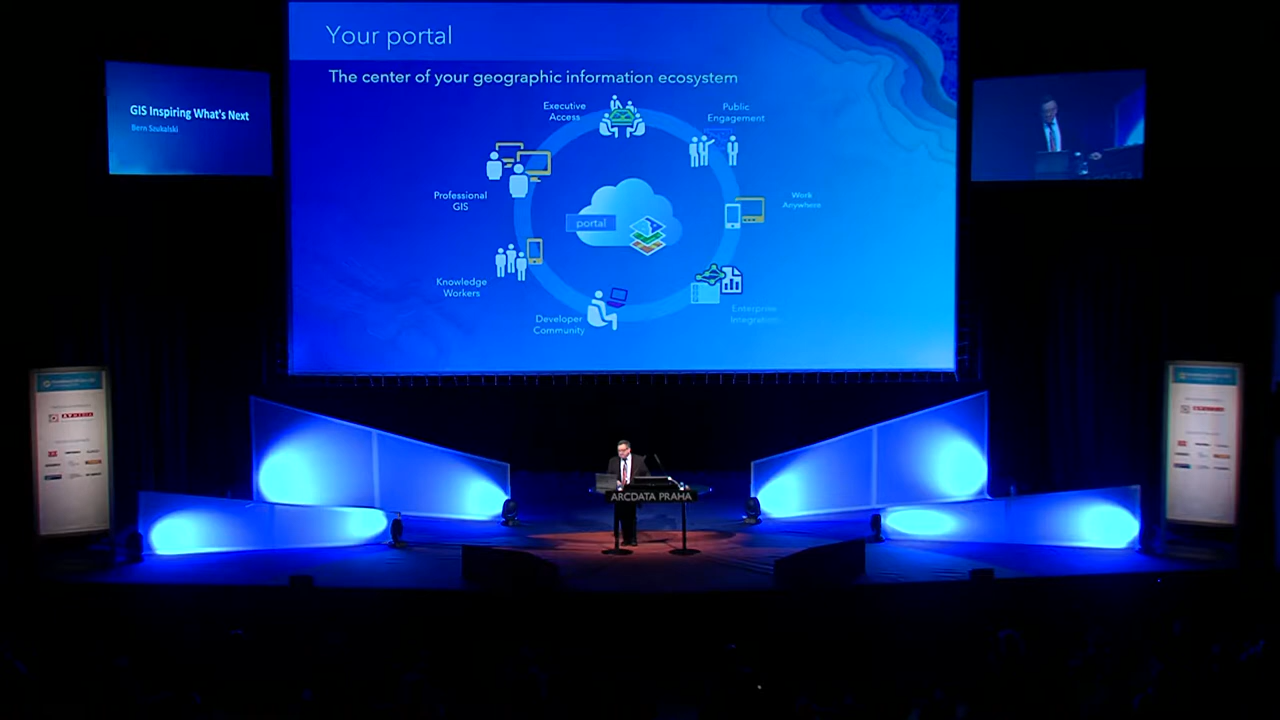 Your portal
The center of your geographic information ecosystem
GIS Inspiring What's Next
Bern Szukalski
Executive
Access
Public
Engagement
Professional
GIS
Work
Anywhere
portal
Knowledge
Workers
Developer
Community
Enterprise
Integration
ARCDATA PRAHA